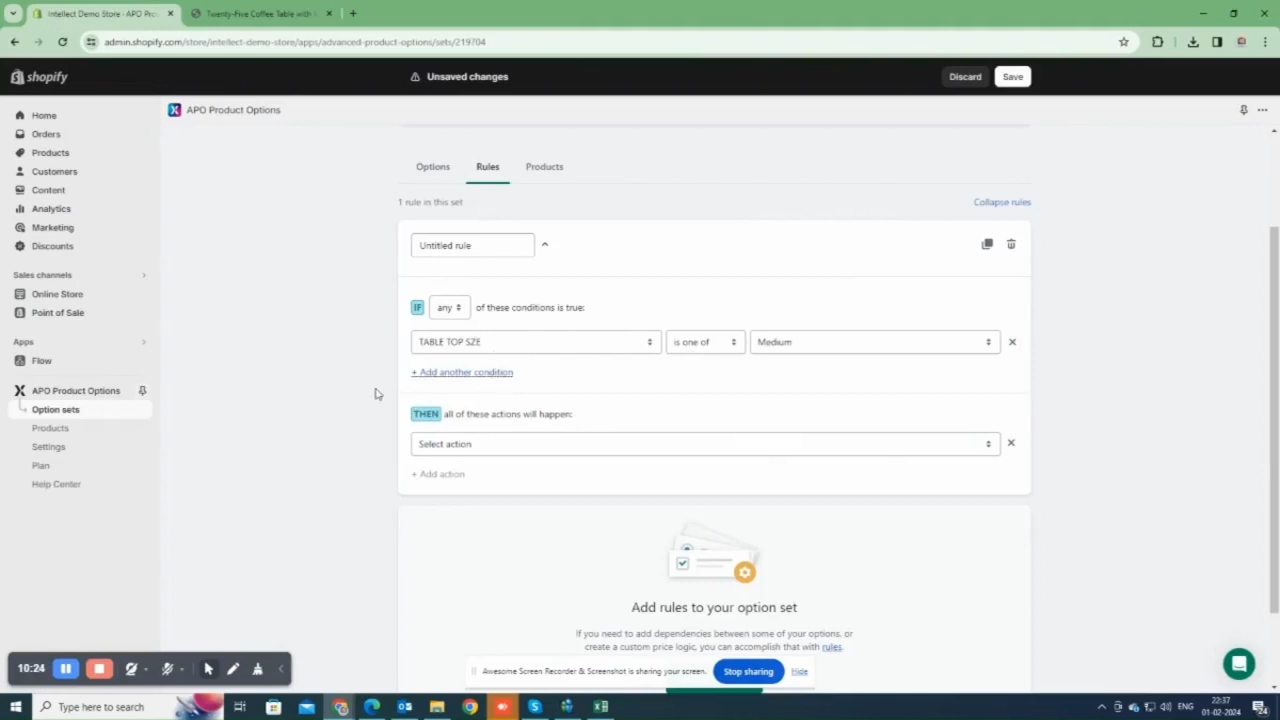 Intellect Demo Store - APO Pro
Twenty-Five Coffee Table with
admin.shopify.com/store/intellect-demo-store/apps/advanced-product-options/sets/219704
shopify
Unsaved changes
Discard
Save
APO Product Options
Home
Orders
Products
Customers
Content
Analytics
Marketing
Discounts
Sales channels
Online Store
Point of Sale
Apps
Flow
APO Product Options
Option sets
Products
Settings
Plan
Help Center
Options
Rules
Products
1 rule in this set
Collapse rules
Untitled rule
IF any of these conditions is true:
TABLE TOP SZE
is one of
Medium
+ Add another condition
THEN all of these actions will happen:
Select action
+ Add action
Add rules to your option set
If you need to add dependencies between some of your options, or
create a custom price logic, you can accomplish that with rules.
Awesome Screen Recorder & Screenshot is sharing your screen.
Stop sharing
Hide
10:24
Type here to search
ENG
22:37
01-02-2024
24